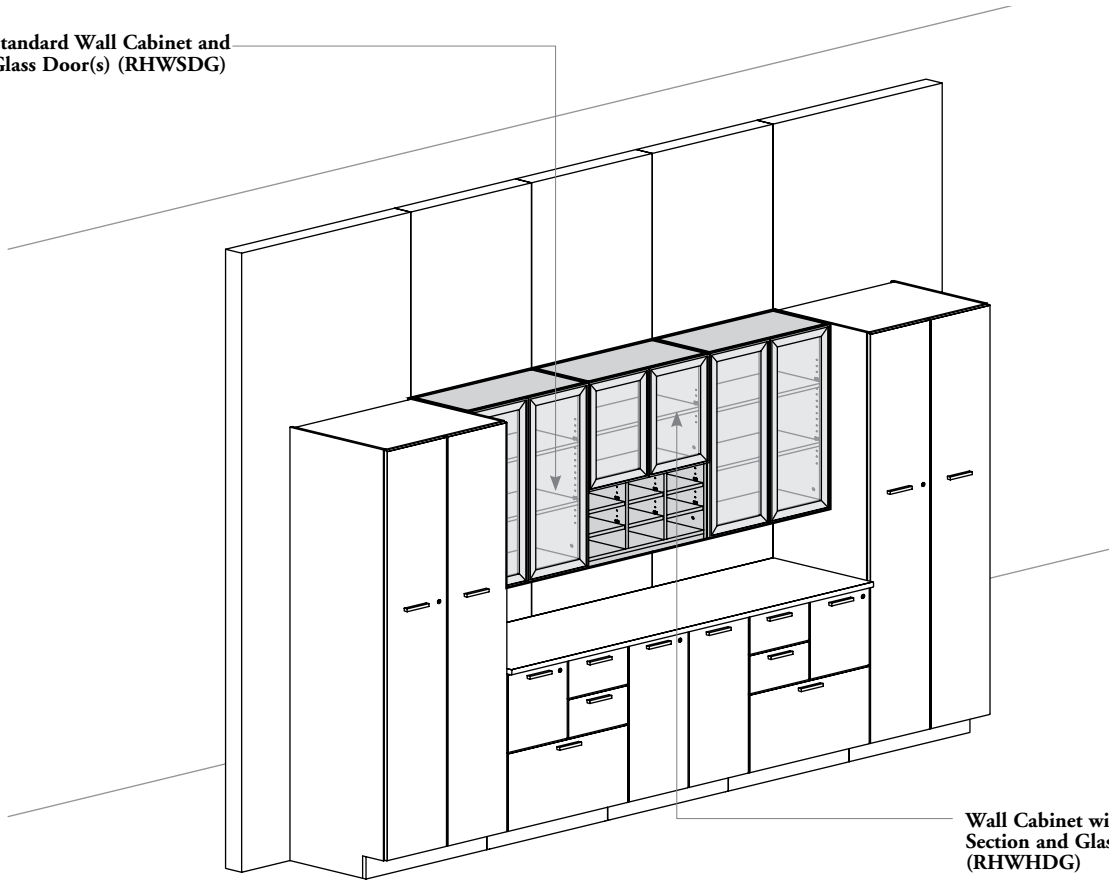 tandard Wall Cabinet and
Glass Door(s) (RHWSDG)
Wall Cabinet wi
Section and Glas
(RHWHDG)